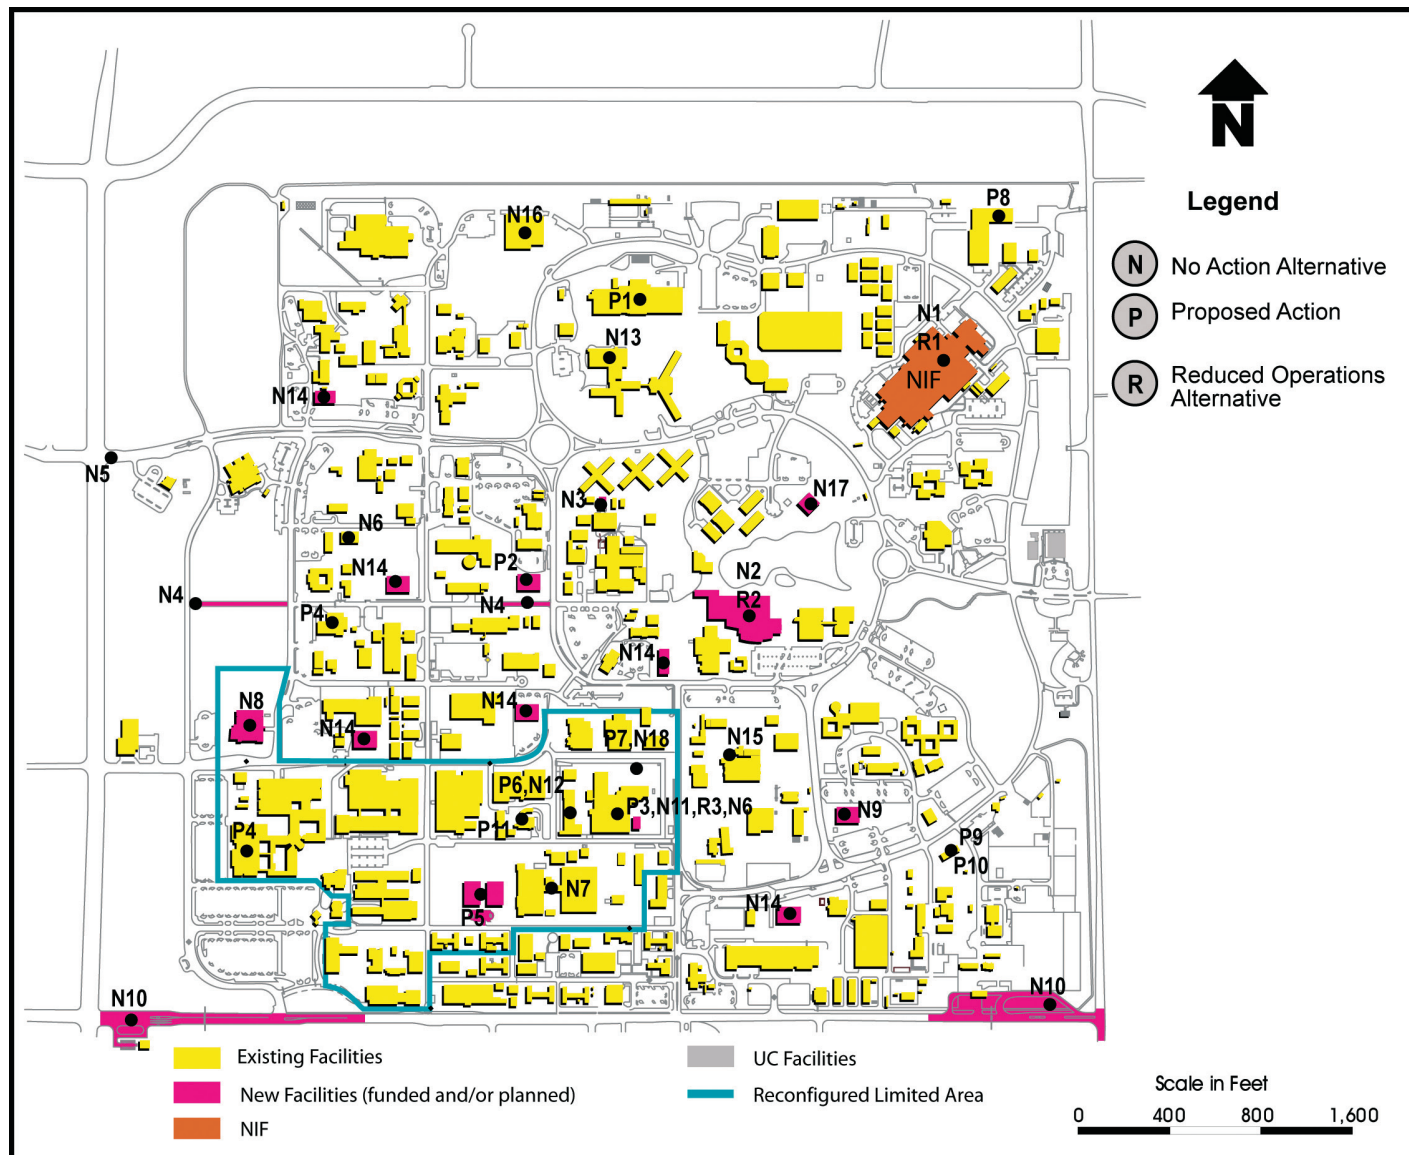 N
Legend
N No Action Alternative
P Proposed Action
R Reduced Operations
Alternative
P8
N16
P1
N1
R1
NIF
N13
N14
N5
N3
N17
N6
N14
P2
N2
N4
N4
R2
P4
N14
N8
N14
N14
P7,N18
N15
P6,N12
P3,N11,R3,N6
N9
P11
P4
P9
P10
N7
P5
N14
N10
N10
Existing Facilities
New Facilities (funded and/or planned)
NIF
UC Facilities
Reconfigured Limited Area
Scale in Feet
0 400 800 1,600